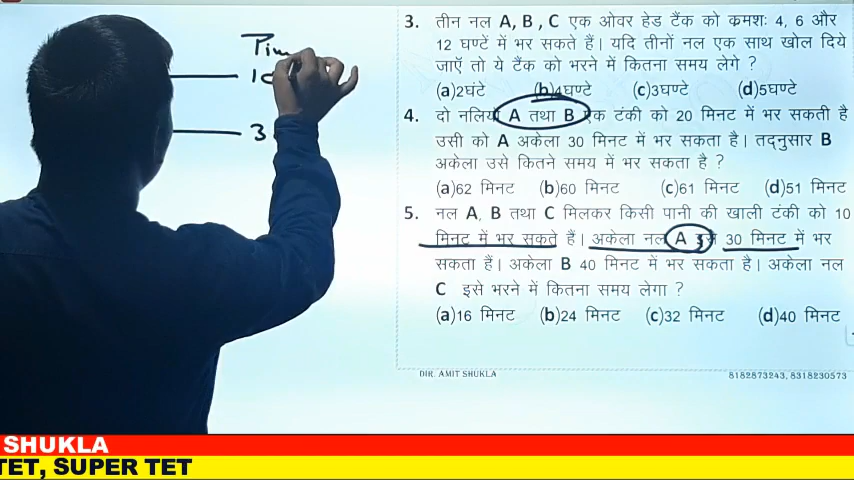 3. तीन नल A, B, C एक ओवर हेड टैंक को क्रमशः 4, 6 और
12 घण्टें में भर सकते हैं। यदि तीनों नल एक साथ खोल दिये
जाएँ तो ये टैंक को भरने में कितना समय लेगे ?
(a)2घंटे (b)4घण्टे (c)3घण्टे (d)5घण्टे
4. दो नलियाँ A तथा B एक टंकी को 20 मिनट में भर सकती है
उसी को A अकेला 30 मिनट में भर सकता है। तद्नुसार B
अकेला उसे कितने समय में भर सकता है ?
(a)62 मिनट (b)60 मिनट (c)61 मिनट (d)51 मिनट
5. नल A, B तथा C मिलकर किसी पानी की खाली टंकी को 10
मिनट में भर सकते हैं। अकेला नल A इसे 30 मिनट में भर
सकता हैं। अकेला B 40 मिनट में भर सकता है। अकेला नल
C इसे भरने में कितना समय लेगा ?
(a)16 मिनट (b)24 मिनट (c)32 मिनट (d)40 मिनट
DIR. AMIT SHUKLA 8182873243, 8318230573
3
SHUKLA
TET, SUPER TET